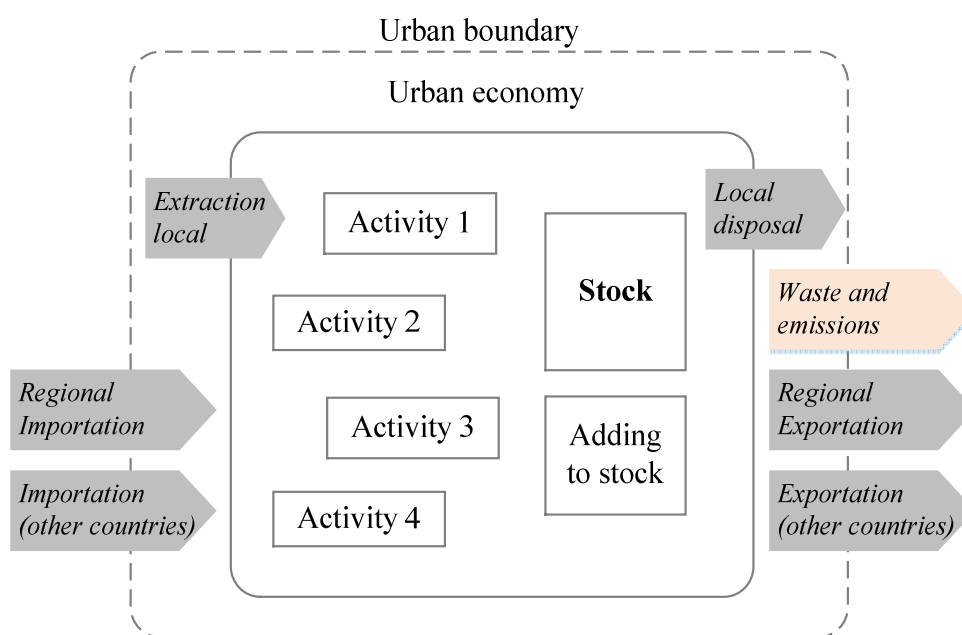 Urban boundary
Urban economy
Extraction
local
Activity 1
Local
disposal
Stock
Activity 2
Waste and
emissions
Regional
Importation
Activity 3
Adding
to stock
Regional
Exportation
Importation
(other countries)
Activity 4
Exportation
(other countries)